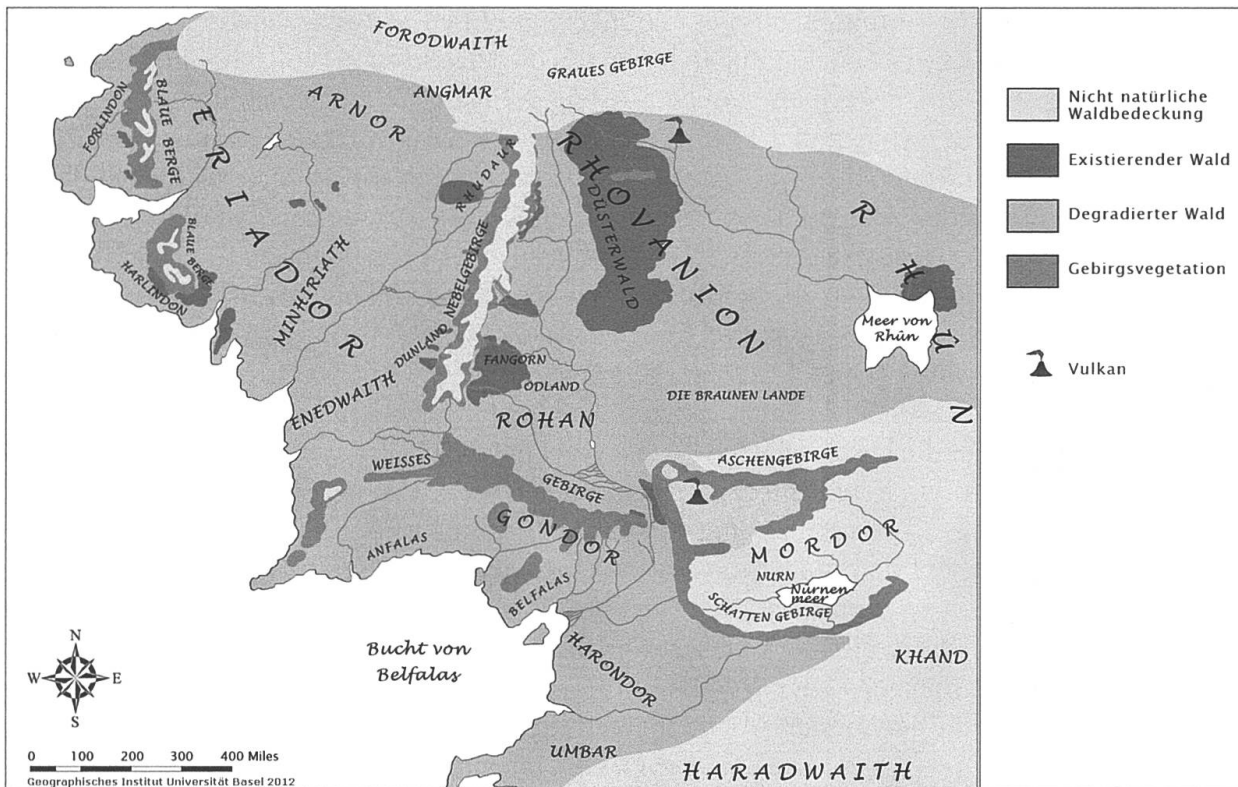 FORODWAITH
GRAUES GEBIRGE
ANGMAR
ARNOR
ERIADOR
FORLINDON
BLAUE BERGE
RHUDAUR
RHOVANION
DÜSTERWALD
RHÛN
BLAUE BERGE
HARLINDON
MINHIRIATH
NEBELGEBIRGE
DUNLAND
Meer von
Rhûn
FANGORN
ÖDLAND
DIE BRAUNEN LANDE
ENEDWAITH
ROHAN
WEISSES
GEBIRGE
ASCHENGEBIRGE
GONDOR
MORDOR
ANFALAS
NURN
Nurnen
meer
BELFALAS
SCHATTEN GEBIRGE
Bucht von
Belfalas
HARONDOR
KHAND
UMBAR
HARADWAITH
N
W E
S
0 100 200 300 400 Miles
Geographisches Institut Universität Basel 2012
Nicht natürliche
Waldbedeckung
Existierender Wald
Degradierter Wald
Gebirgsvegetation
Vulkan